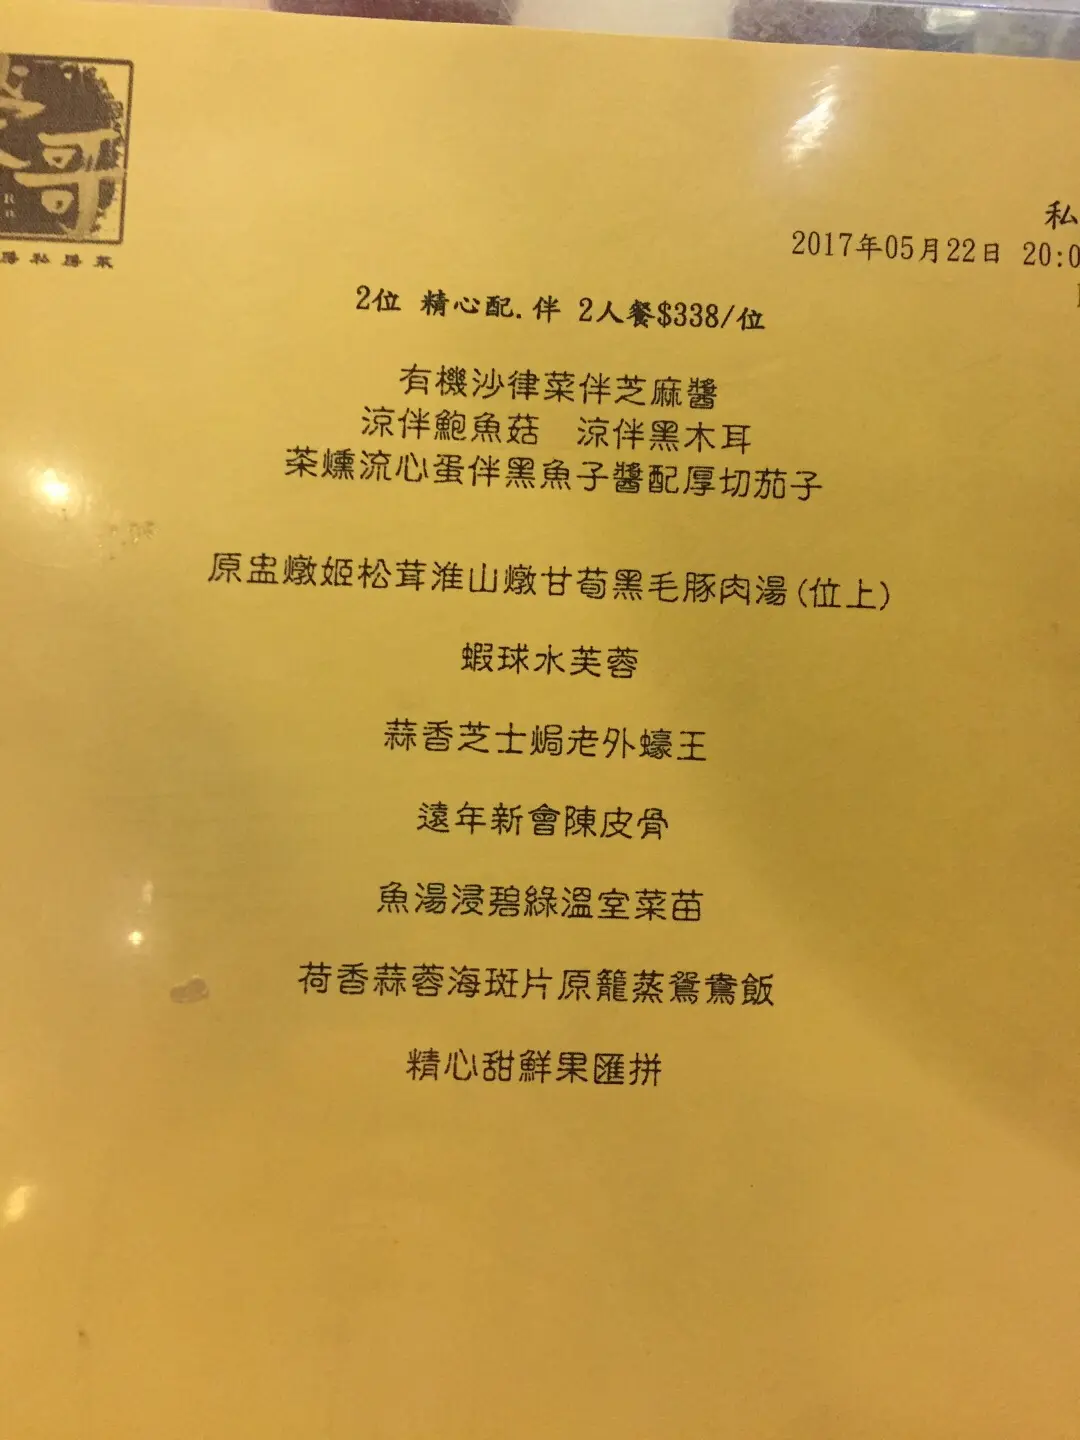 哥
私房菜
私
2017年05月22日 20:0
2位 精心配.伴 2人餐$338/位
有機沙律菜伴芝麻醬
涼伴鮑魚菇 涼伴黑木耳
茶燻流心蛋伴黑魚子醬配厚切茄子
原盅燉姬松茸淮山燉甘荀黑毛豚肉湯(位上)
蝦球水芙蓉
蒜香芝士焗老外蠔王
遠年新會陳皮骨
魚湯浸碧綠溫室菜苗
荷香蒜蓉海斑片原籠蒸鴛鴦飯
精心甜鮮果匯拼